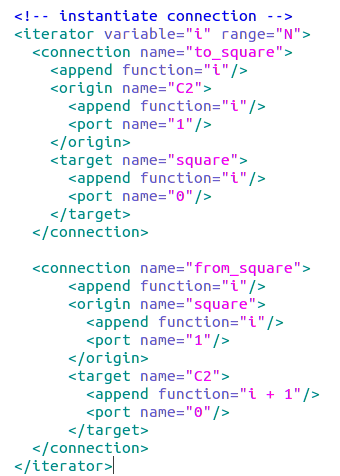 <!-- instantiate connection -->
<iterator variable="i" range="N">
  <connection name="to_square">
    <append function="i"/>
    <origin name="C2">
      <append function="i"/>
      <port name="1"/>
    </origin>
    <target name="square">
      <append function="i"/>
      <port name="0"/>
    </target>
  </connection>

  <connection name="from_square">
      <append function="i"/>
      <origin name="square">
        <append function="i"/>
        <port name="1"/>
      </origin>
      <target name="C2">
        <append function="i + 1"/>
        <port name="0"/>
      </target>
  </connection>
</iterator>